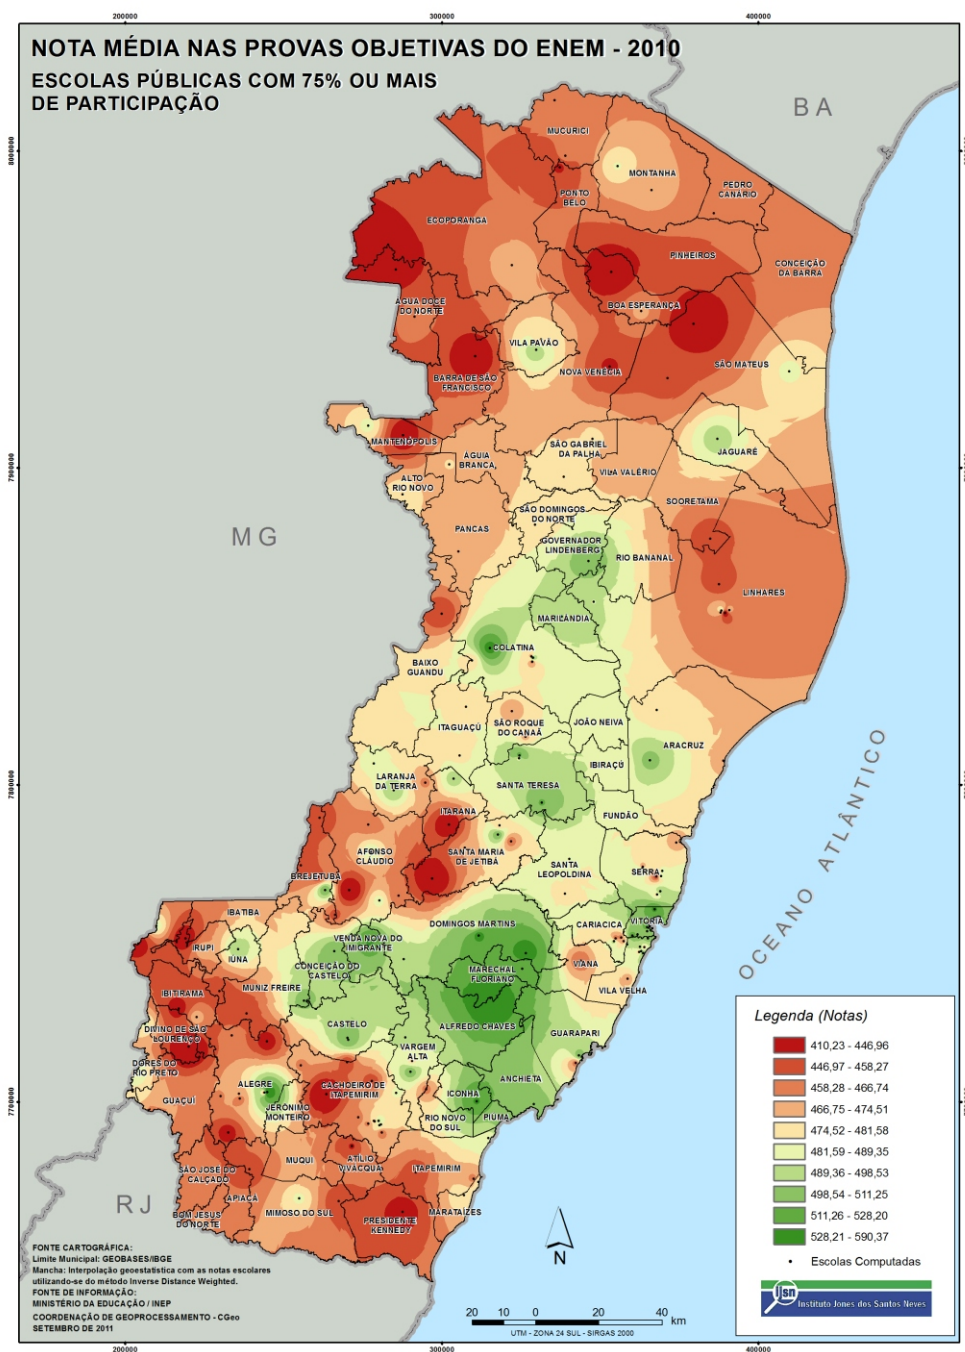 200000
300000
400000
NOTA MÉDIA NAS PROVAS OBJETIVAS DO ENEM - 2010
ESCOLAS PÚBLICAS COM 75% OU MAIS
DE PARTICIPAÇÃO
BA
MG
RJ
OCEANO ATLÂNTICO
8000000
7900000
7800000
7700000
MUCURICI
MONTANHA
PEDRO
CANÁRIO
PONTO
BELO
ECOPORANGA
PINHEIROS
CONCEIÇÃO
DA BARRA
ÁGUA DOCE
DO NORTE
BOA ESPERANÇA
VILA PAVÃO
NOVA VENÉCIA
SÃO MATEUS
BARRA DE SÃO
FRANCISCO
MANTENÓPOLIS
ÁGUIA
BRANCA
SÃO GABRIEL
DA PALHA
JAGUARÉ
VILA VALÉRIO
ALTO
RIO NOVO
SOORETAMA
PANCAS
SÃO DOMINGOS
DO NORTE
GOVERNADOR
LINDENBERG
RIO BANANAL
LINHARES
MARILÂNDIA
COLATINA
BAIXO
GUANDU
ITAGUAÇÚ
SÃO ROQUE
DO CANAÃ
JOÃO NEIVA
ARACRUZ
IBIRAÇÚ
LARANJA
DA TERRA
SANTA TERESA
ITARANA
FUNDÃO
AFONSO
CLÁUDIO
SANTA MARIA
DE JETIBÁ
SANTA
LEOPOLDINA
SERRA
BREJETUBA
IBATIBA
DOMINGOS MARTINS
CARIACICA
VITÓRIA
IRUPI
IÚNA
VENDA NOVA DO
IMIGRANTE
CONCEIÇÃO DO
CASTELO
MARECHAL
FLORIANO
VIANA
VILA VELHA
IBITIRAMA
MUNIZ FREIRE
DIVINO DE SÃO
LOURENÇO
CASTELO
ALFREDO CHAVES
GUARAPARI
VARGEM
ALTA
DORES DO
RIO PRETO
ALEGRE
CACHOEIRO DE
ITAPEMIRIM
ANCHIETA
GUAÇUÍ
JERÔNIMO
MONTEIRO
ICONHA
RIO NOVO
DO SUL
PIUMA
MUQUI
ATÍLIO
VIVACQUA
ITAPEMIRIM
SÃO JOSÉ DO
CALÇADO
APIACÁ
BOM JESUS
DO NORTE
MIMOSO DO SUL
PRESIDENTE
KENNEDY
MARATAÍZES
Legenda (Notas)
410,23 - 446,96
446,97 - 458,27
458,28 - 466,74
466,75 - 474,51
474,52 - 481,58
481,59 - 489,35
489,36 - 498,53
498,54 - 511,25
511,26 - 528,20
528,21 - 590,37
Escolas Computadas
ijsn
Instituto Jones dos Santos Neves
FONTE CARTOGRÁFICA:
Limite Municipal: GEOBASES/IBGE
Mancha: Interpolação geoestatística com as notas escolares
utilizando-se do método Inverse Distance Weighted.
FONTE DE INFORMAÇÃO:
MINISTÉRIO DA EDUCAÇÃO / INEP
COORDENAÇÃO DE GEOPROCESSAMENTO - CGeo
SETEMBRO DE 2011
N
20 10 0 20 40
km
UTM - ZONA 24 SUL - SIRGAS 2000
200000
300000
400000